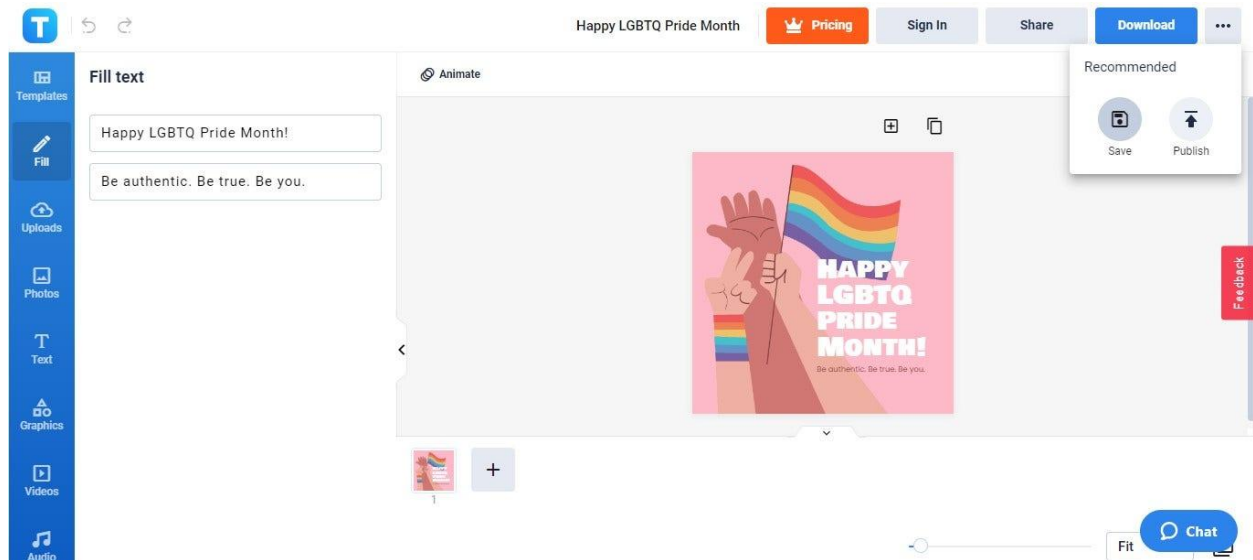 T
Happy LGBTQ Pride Month
Pricing
Sign In
Share
Download
Templates
Fill
Uploads
Photos
Text
Graphics
Videos
Audio
Fill text
Happy LGBTQ Pride Month!
Be authentic. Be true. Be you.
Animate
Recommended
Save
Publish
HAPPY
LGBTQ
PRIDE
MONTH!
Be authentic. Be true. Be you.
Feedback
1
Fit
Chat